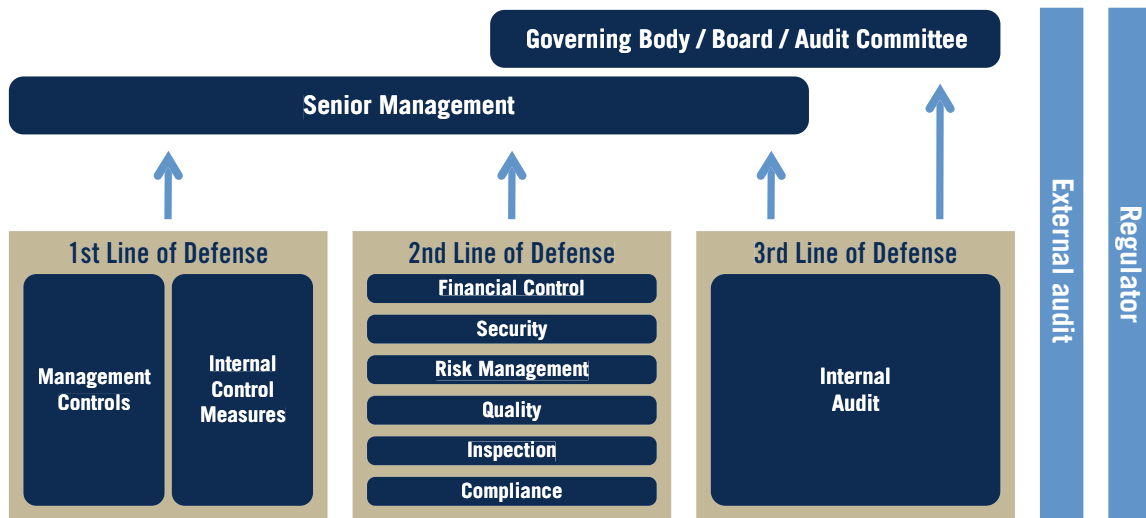 Governing Body / Board / Audit Committee
Senior Management
1st Line of Defense
Management
Controls
Internal
Control
Measures
2nd Line of Defense
Financial Control
Security
Risk Management
Quality
Inspection
Compliance
3rd Line of Defense
Internal
Audit
External audit
Regulator